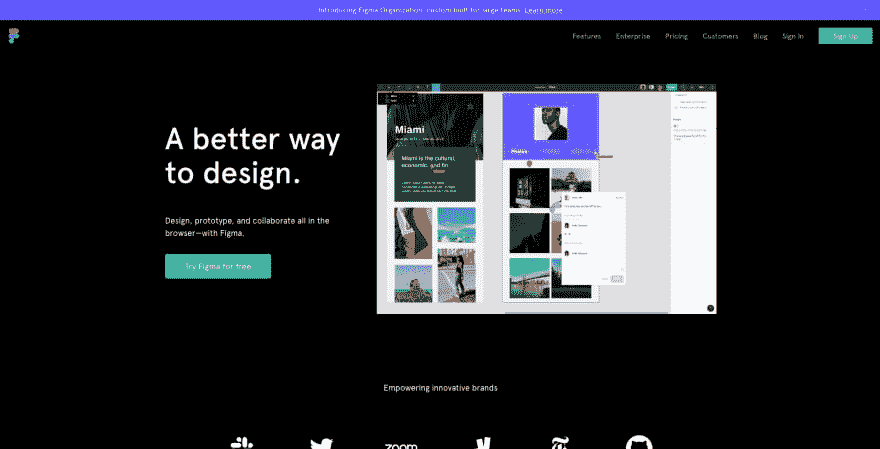 Introducing Figma Organization, custom built for large teams. Learn more
Features
Enterprise
Pricing
Customers
Blog
Sign In
Sign Up
A better way
to design.
Design, prototype, and collaborate all in the
browser—with Figma.
Try Figma for free
Miami
Miami is the cultural,
economic, and fin
Empowering innovative brands
zoom